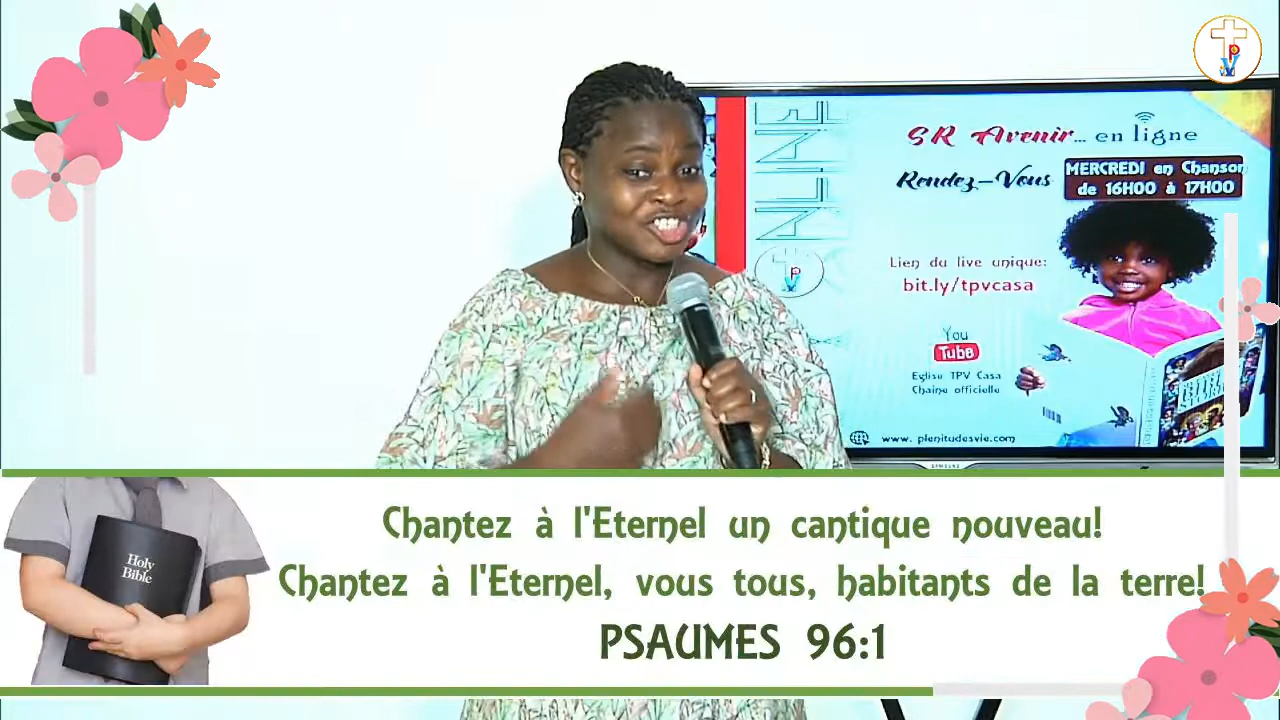 SR Avenir... en ligne
Rendez-Vous
MERCREDI en Chanson
de 16H00 à 17H00
ONLINE
Lien du live unique:
bit.ly/tpvcasa
You
Tube
Eglise TPV Casa
Chaine officielle
www. plenitudesvie.com
SAMSUNG
Holy
Bible
Chantez à l'Eternel un cantique nouveau!
Chantez à l'Eternel, vous tous, habitants de la terre!
PSAUMES 96:1